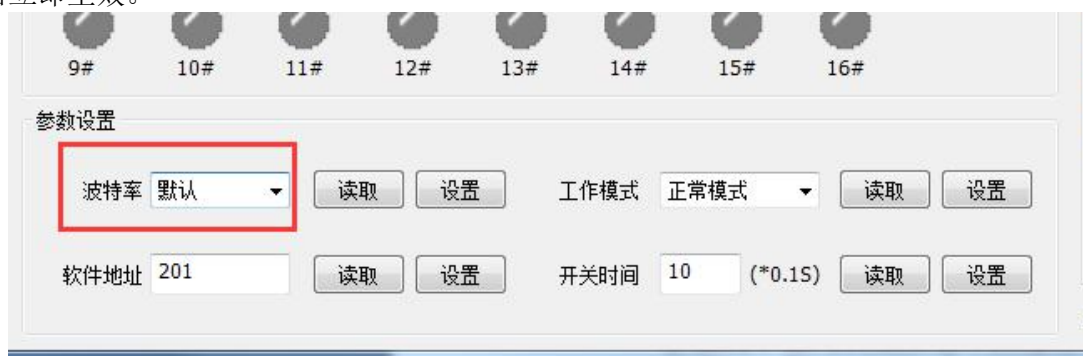 9# 10# 11# 12# 13# 14# 15# 16#
参数设置
波特率 默认 读取 设置 工作模式 正常模式 读取 设置
软件地址 201 读取 设置 开关时间 10 (*0.1S) 读取 设置